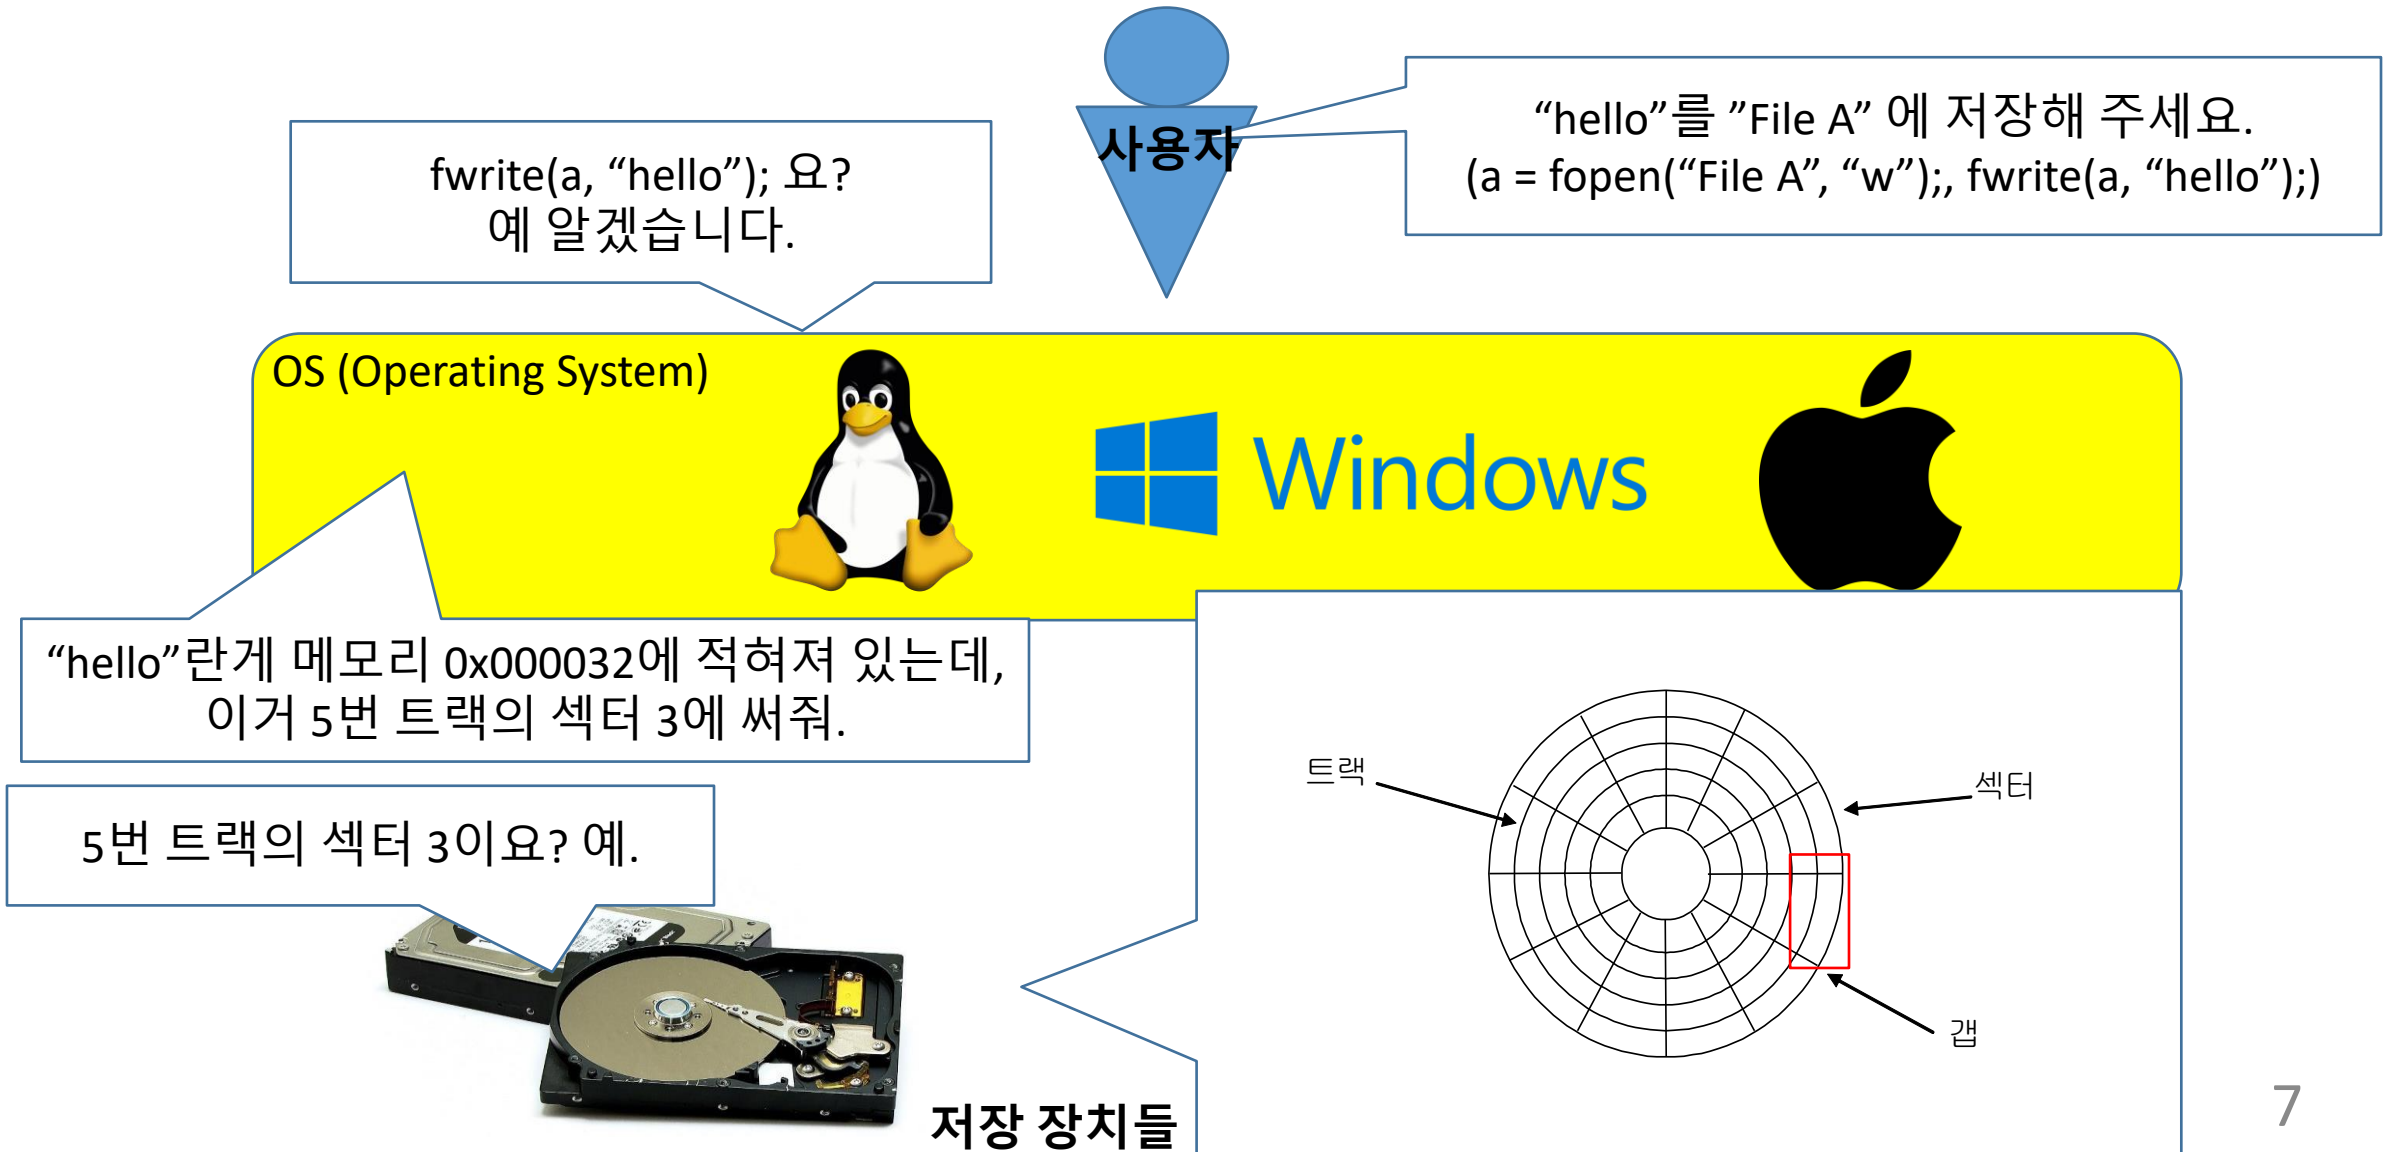 “hello”를 ”File A” 에 저장해 주세요.
(a = fopen(“File A”, “w”);, fwrite(a, “hello”);)
사용자
fwrite(a, “hello”); 요?
예 알겠습니다.
OS (Operating System)
Windows
“hello”란게 메모리 0x000032에 적혀져 있는데,
이거 5번 트랙의 섹터 3에 써줘.
5번 트랙의 섹터 3이요? 예.
트랙
섹터
갭
저장 장치들
7